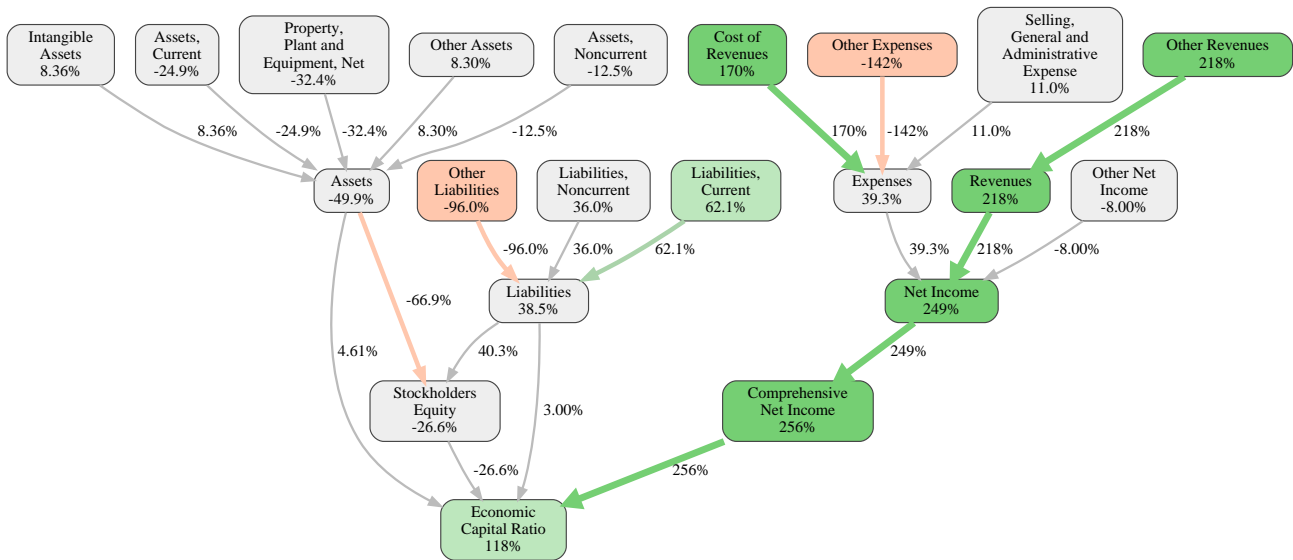 Intangible
Assets
8.36%
Assets,
Current
-24.9%
Property,
Plant and
Equipment, Net
-32.4%
Other Assets
8.30%
Assets,
Noncurrent
-12.5%
Cost of
Revenues
170%
Other Expenses
-142%
Selling,
General and
Administrative
Expense
11.0%
Other Revenues
218%
8.36%
-24.9%
-32.4%
8.30%
-12.5%
170%
-142%
11.0%
218%
Assets
-49.9%
Other
Liabilities
-96.0%
Liabilities,
Noncurrent
36.0%
Liabilities,
Current
62.1%
Expenses
39.3%
Revenues
218%
Other Net
Income
-8.00%
-96.0%
36.0%
62.1%
39.3%
218%
-8.00%
-66.9%
Liabilities
38.5%
Net Income
249%
4.61%
40.3%
249%
Stockholders
Equity
-26.6%
3.00%
Comprehensive
Net Income
256%
-26.6%
256%
Economic
Capital Ratio
118%